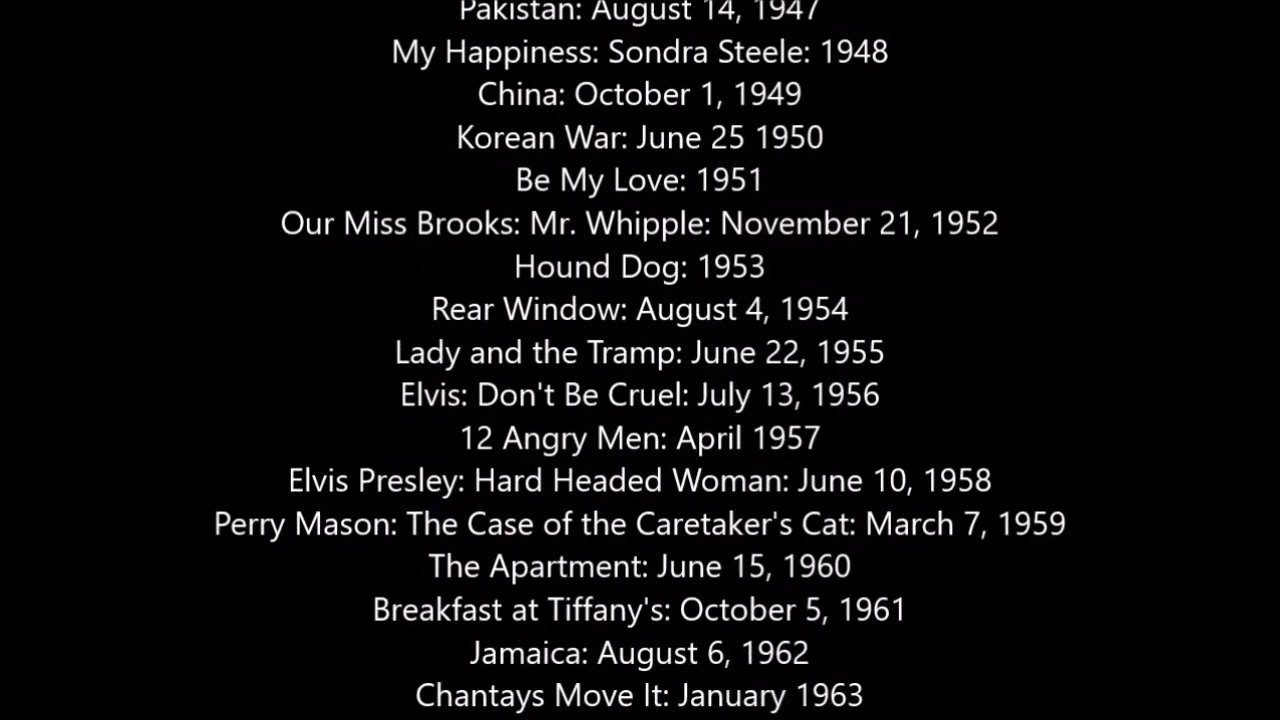 Pakistan: August 14, 1947
My Happiness: Sondra Steele: 1948
China: October 1, 1949
Korean War: June 25 1950
Be My Love: 1951
Our Miss Brooks: Mr. Whipple: November 21, 1952
Hound Dog: 1953
Rear Window: August 4, 1954
Lady and the Tramp: June 22, 1955
Elvis: Don't Be Cruel: July 13, 1956
12 Angry Men: April 1957
Elvis Presley: Hard Headed Woman: June 10, 1958
Perry Mason: The Case of the Caretaker's Cat: March 7, 1959
The Apartment: June 15, 1960
Breakfast at Tiffany's: October 5, 1961
Jamaica: August 6, 1962
Chantays Move It: January 1963